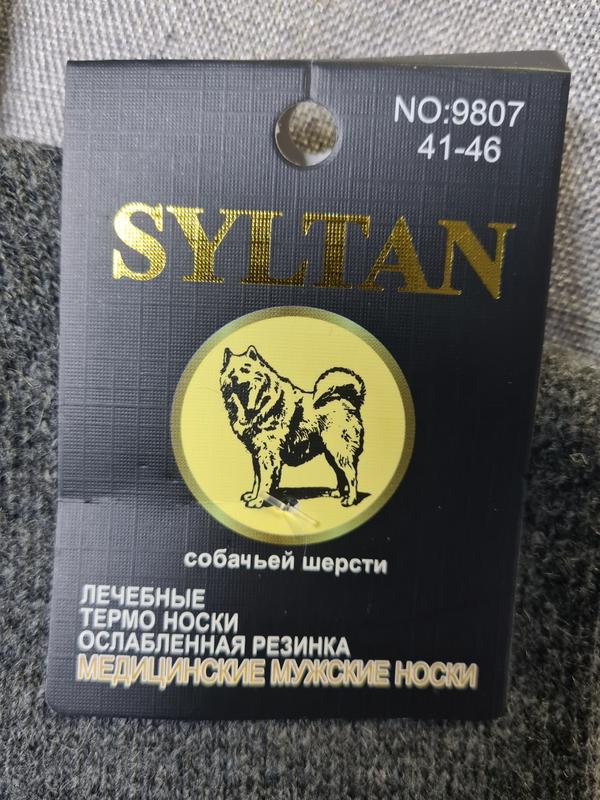 NO:9807
41-46
SYLTAN
собачьей шерсти
ЛЕЧЕБНЫЕ
ТЕРМО НОСКИ
ОСЛАБЛЕННАЯ РЕЗИНКА
МЕДИЦИНСКИЕ МУЖСКИЕ НОСКИ